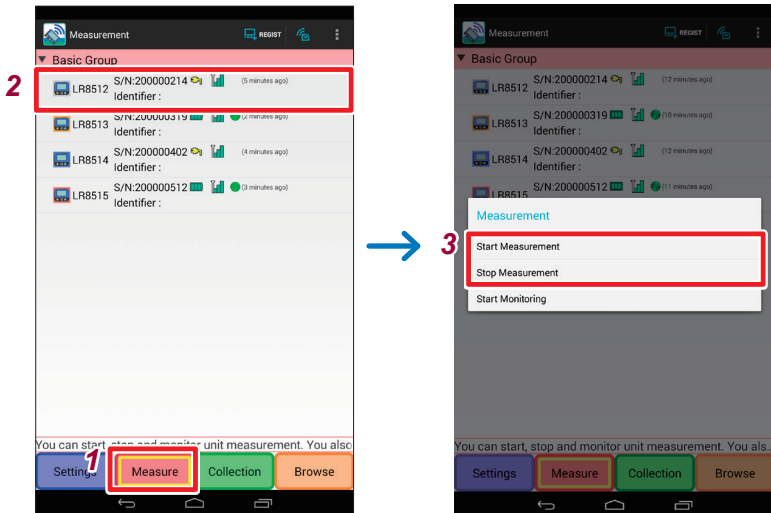 Measurement
REGIST
Basic Group
2
LR8512
S/N:200000214
(5 minutes ago)
Identifier :
LR8513
S/N:200000319
(2 minutes ago)
Identifier :
LR8514
S/N:200000402
(4 minutes ago)
Identifier :
LR8515
S/N:200000512
(3 minutes ago)
Identifier :
You can start, stop and monitor unit measurement. You also
1
Settings
Measure
Collection
Browse
Measurement
REGIST
Basic Group
LR8512
S/N:200000214
(12 minutes ago)
Identifier :
LR8513
S/N:200000319
(10 minutes ago)
Identifier :
LR8514
S/N:200000402
(12 minutes ago)
Identifier :
LR8515
S/N:200000512
(11 minutes ago)
Measurement
3
Start Measurement
Stop Measurement
Start Monitoring
You can start, stop and monitor unit measurement. You als...
Settings
Measure
Collection
Browse